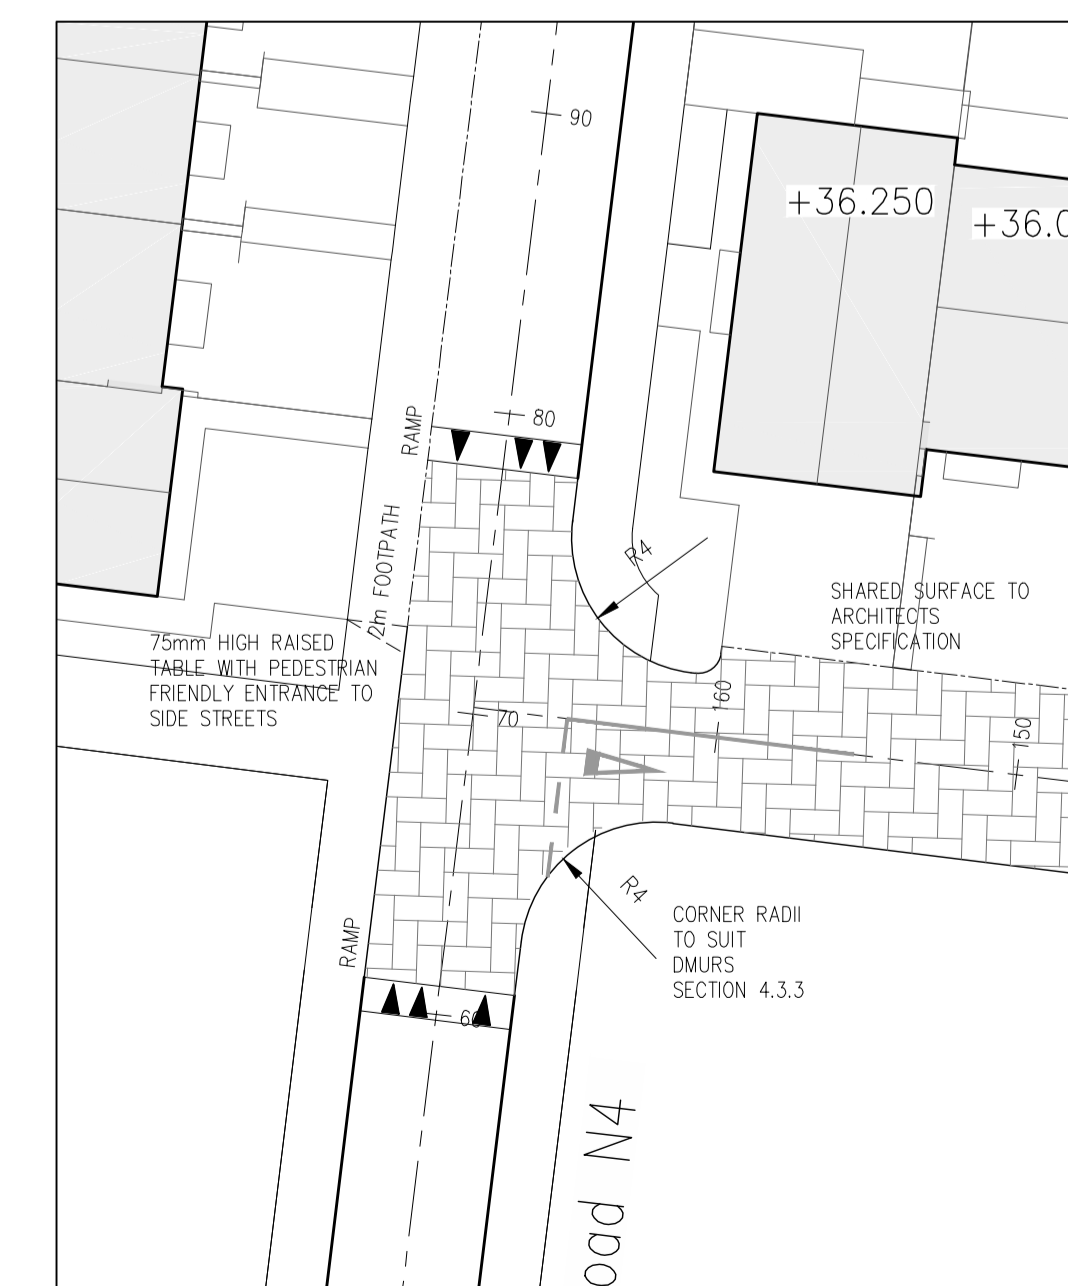 90
+36.250
+36.0
80
RAMP
2m FOOTPATH
R4
SHARED SURFACE TO
ARCHITECTS
SPECIFICATION
75mm HIGH RAISED
TABLE WITH PEDESTRIAN
FRIENDLY ENTRANCE TO
SIDE STREETS
160
70
150
R4
CORNER RADII
TO SUIT
DMURS
SECTION 4.3.3
RAMP
60
oad N4